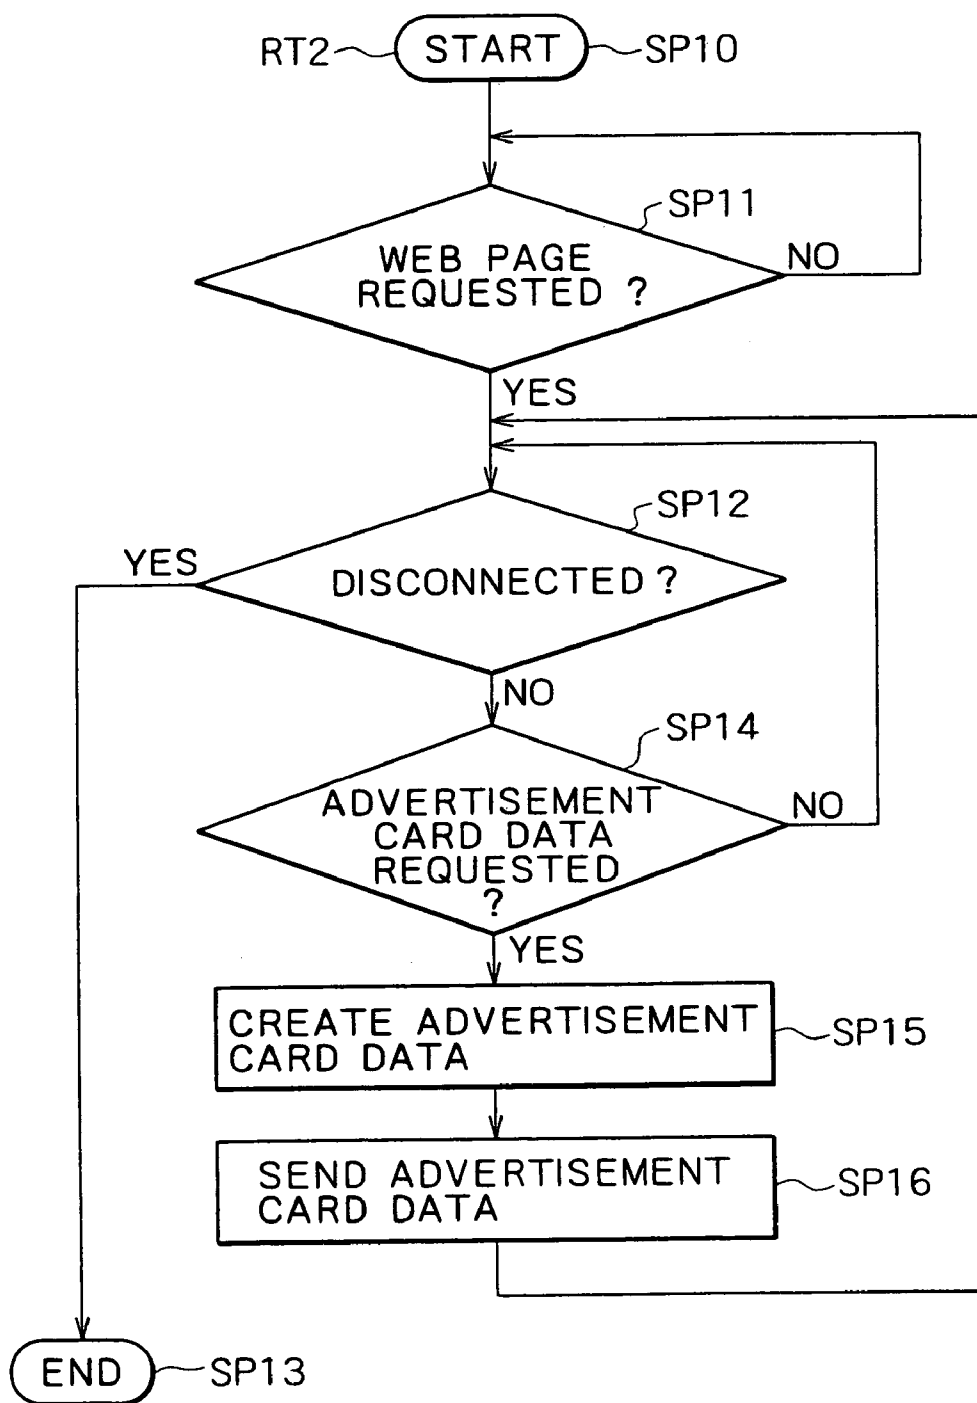 RT2 START SP10
SP11
WEB PAGE
REQUESTED ?
NO
YES
SP12
YES
DISCONNECTED ?
NO
SP14
ADVERTISEMENT
CARD DATA
REQUESTED
?
NO
YES
CREATE ADVERTISEMENT
CARD DATA
SP15
SEND ADVERTISEMENT
CARD DATA
SP16
END SP13